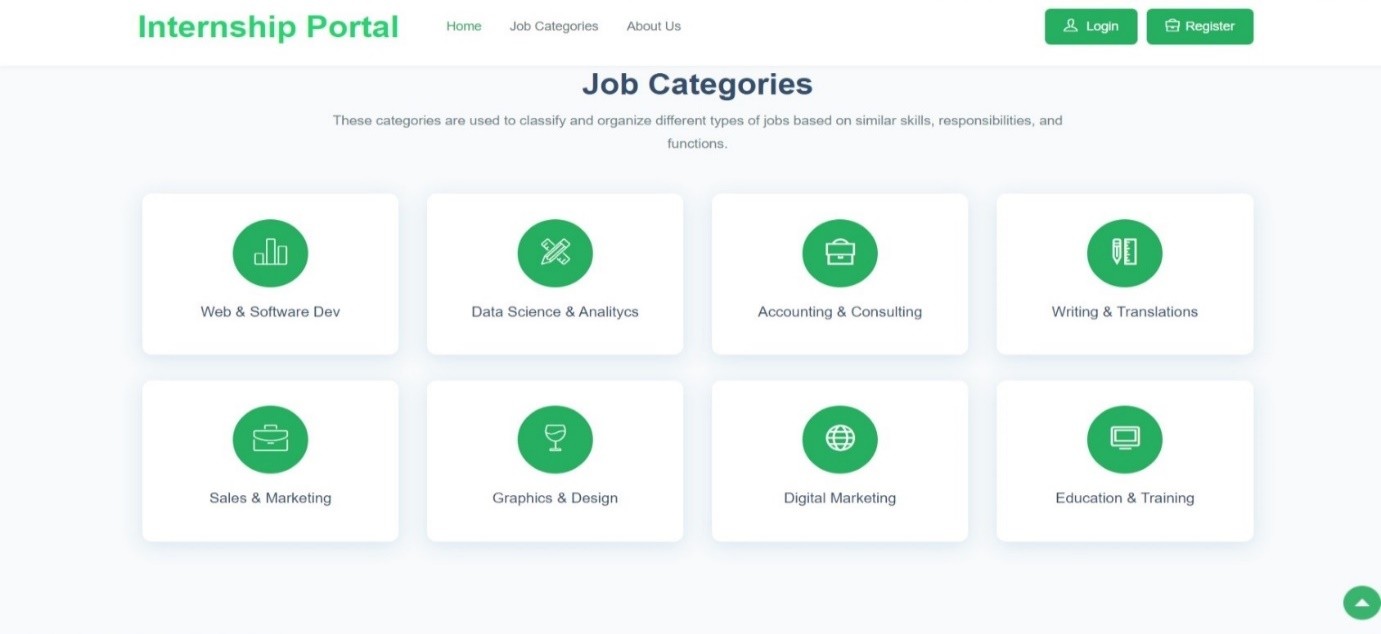 Internship Portal
Home
Job Categories
About Us
Login
Register
Job Categories
These categories are used to classify and organize different types of jobs based on similar skills, responsibilities, and
functions.
Web & Software Dev
Data Science & Analitycs
Accounting & Consulting
Writing & Translations
Sales & Marketing
Graphics & Design
Digital Marketing
Education & Training